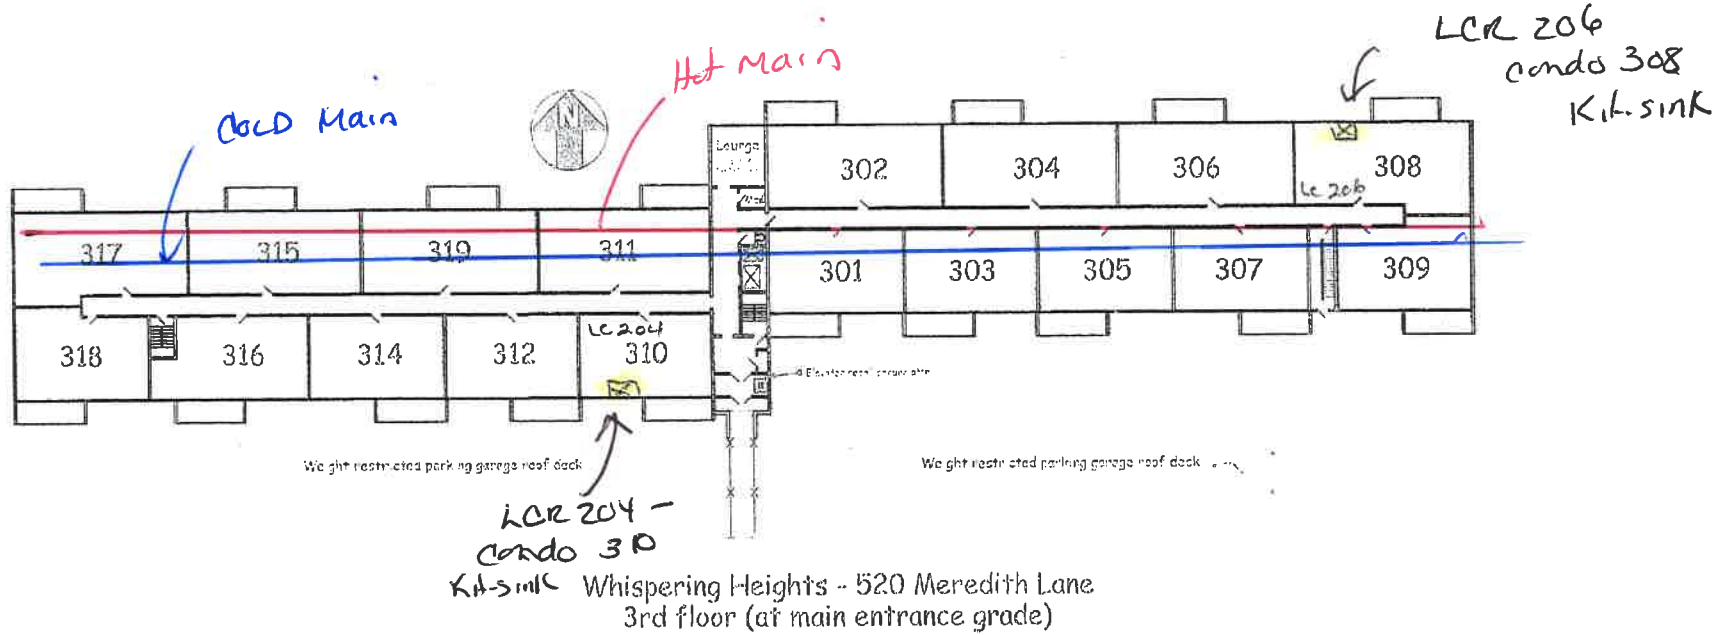 LCR 206
condo 308
Kit. sink
Hot Main
COLD Main
N
Lounge
302
304
306
308
LC 206
317
315
319
311
301
303
305
307
309
LC 204
318
316
314
312
310
Weight restricted parking garage roof deck
Weight restricted parking garage roof deck
LCR 204 -
Condo 310
Kit-sink
Whispering Heights - 520 Meredith Lane
3rd floor (at main entrance grade)